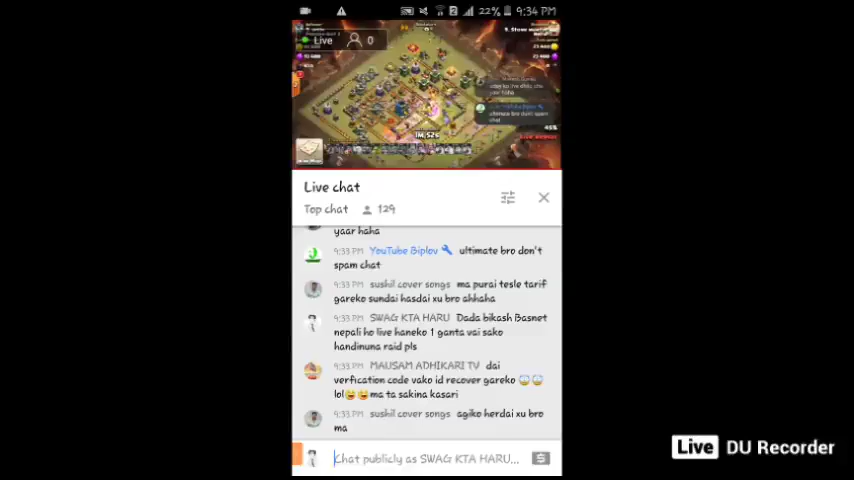 22% 9:34 PM
Live 0
1M 52s
45%
Live chat
Top chat 129
yaar haha
9:33 PM YouTube Biplov ultimate bro don't
spam chat
9:33 PM sushil cover songs ma purai tesle tarif
gareko sundai hasdai xu bro ahhaha
9:33 PM SWAG KTA HARU Dada bikash Basnet
nepali ho live haneko 1 ganta vai sako
handinuna raid pls
9:33 PM MAUSAM ADHIKARI TV dai
verfication code vako id recover gareko
lol ma ta sakina kasari
9:33 PM sushil cover songs agiko herdai xu bro
ma
Chat publicly as SWAG KTA HARU...
Live DU Recorder